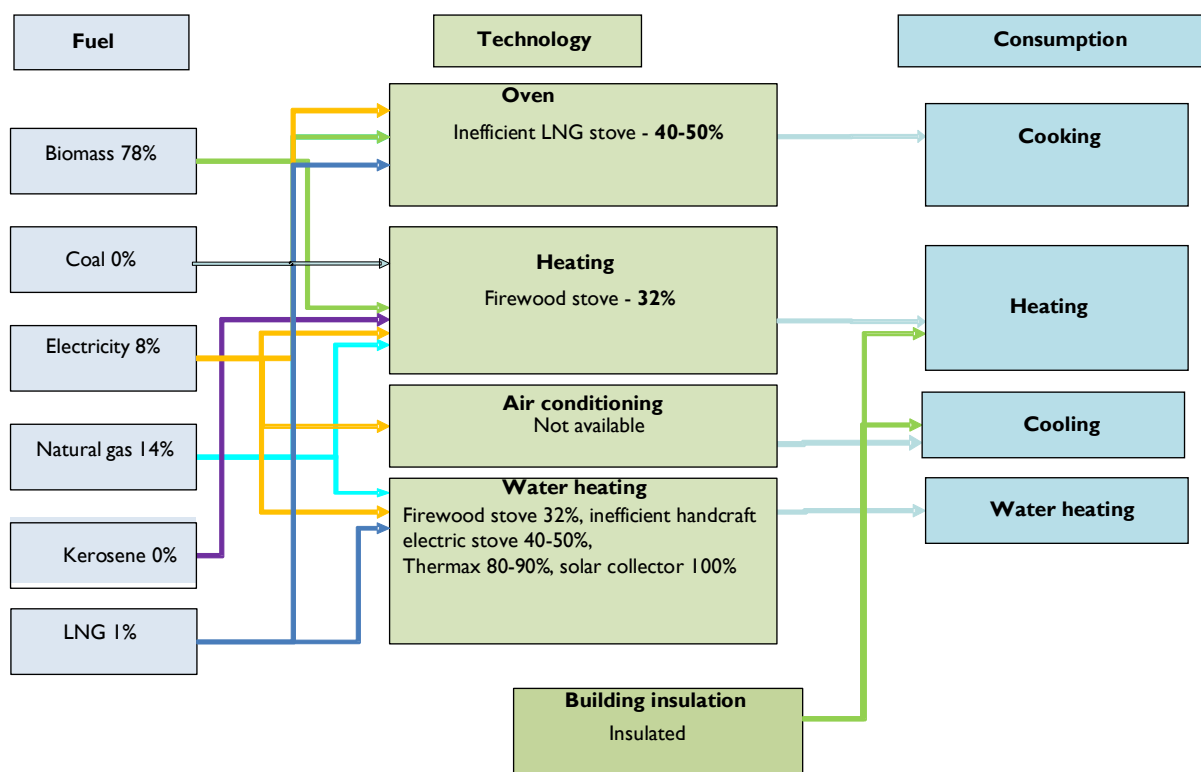 Fuel
Technology
Consumption
Biomass 78%
Coal 0%
Electricity 8%
Natural gas 14%
Kerosene 0%
LNG 1%
Oven
Inefficient LNG stove - 40-50%
Heating
Firewood stove - 32%
Air conditioning
Not available
Water heating
Firewood stove 32%, inefficient handcraft
electric stove 40-50%,
Thermax 80-90%, solar collector 100%
Building insulation
Insulated
Cooking
Heating
Cooling
Water heating